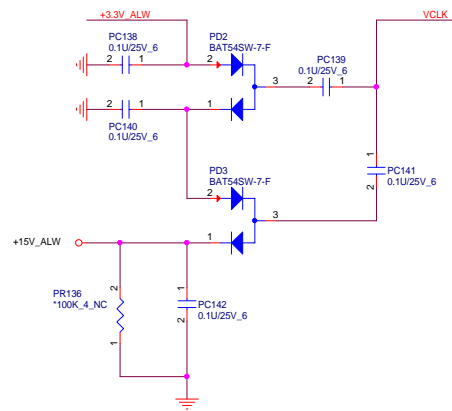 +3.3V_ALW
VCLK
PC138
0.1U/25V_6
2
1
2
PD2
BAT54SW-7-F
3
PC139
0.1U/25V_6
2
1
2
1
1
PC140
0.1U/25V_6
PD3
BAT54SW-7-F
2
3
1
1
2
PC141
0.1U/25V_6
+15V_ALW
PR136
*100K_4_NC
2
1
1
2
PC142
0.1U/25V_6